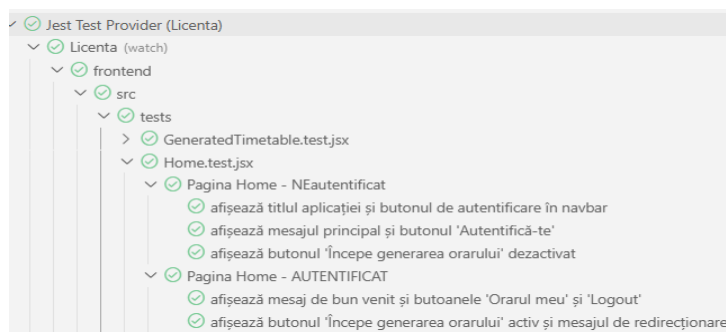 Jest Test Provider (Licenta)
Licenta (watch)
frontend
src
tests
GeneratedTimetable.test.jsx
Home.test.jsx
Pagina Home - NEautentificat
afișează titlul aplicației și butonul de autentificare în navbar
afișează mesajul principal și butonul 'Autentifică-te'
afișează butonul 'Începe generarea orarului' dezactivat
Pagina Home - AUTENTIFICAT
afișează mesaj de bun venit și butoanele 'Orarul meu' și 'Logout'
afișează butonul 'Începe generarea orarului' activ și mesajul de redirecționare